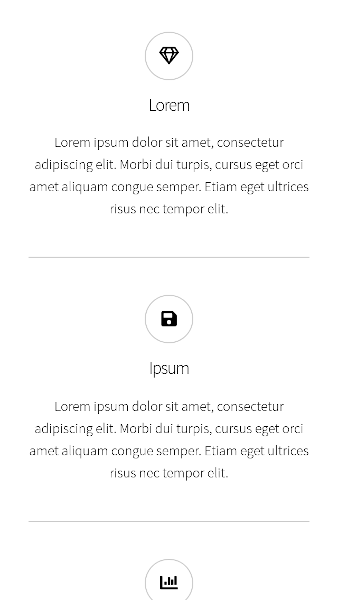 Lorem
Lorem ipsum dolor sit amet, consectetur
adipiscing elit. Morbi dui turpis, cursus eget orci
amet aliquam congue semper. Etiam eget ultrices
risus nec tempor elit.
Ipsum
Lorem ipsum dolor sit amet, consectetur
adipiscing elit. Morbi dui turpis, cursus eget orci
amet aliquam congue semper. Etiam eget ultrices
risus nec tempor elit.